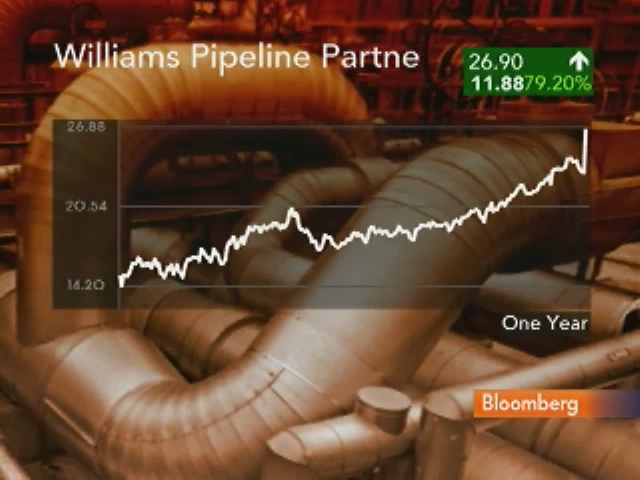 Williams Pipeline Partne
26.90
11.88 79.20%
26.88
20.54
14.20
One Year
Bloomberg